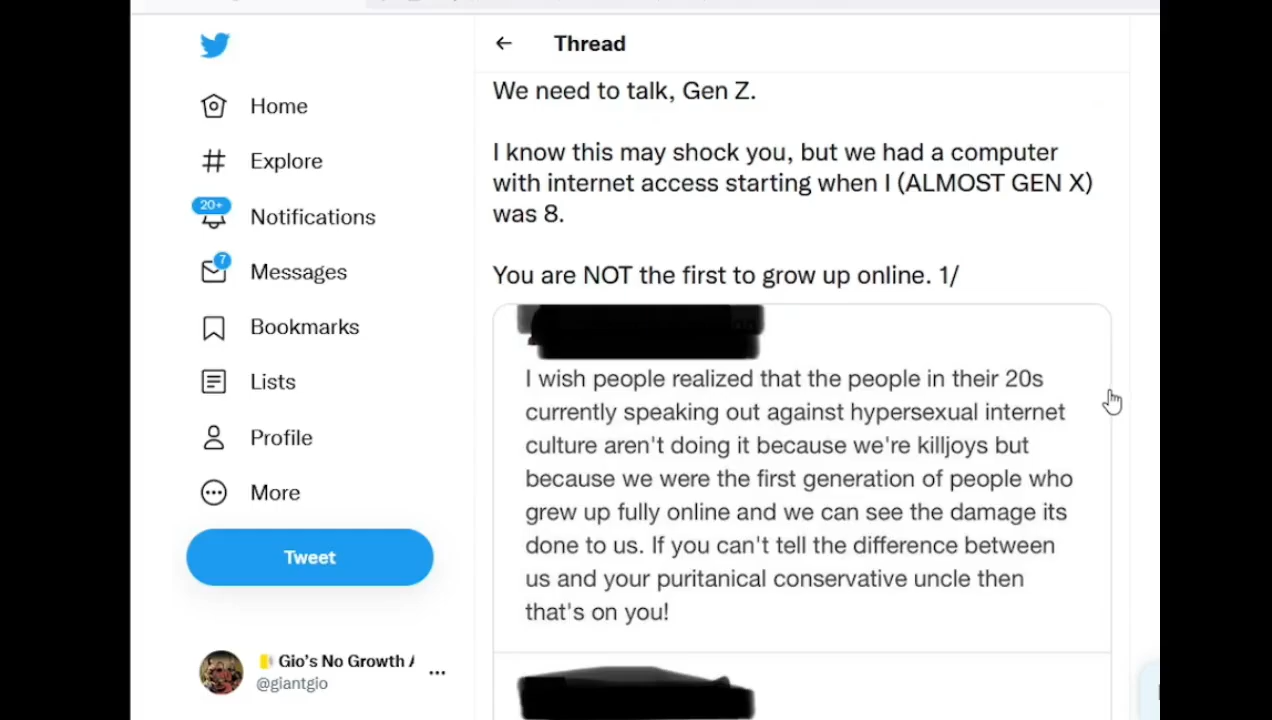 Thread
Home
Explore
20+
Notifications
7
Messages
Bookmarks
Lists
Profile
More
Tweet
Gio's No Growth
@giantgio
We need to talk, Gen Z.
I know this may shock you, but we had a computer
with internet access starting when I (ALMOST GEN X)
was 8.
You are NOT the first to grow up online. 1/
I wish people realized that the people in their 20s
currently speaking out against hypersexual internet
culture aren't doing it because we're killjoys but
because we were the first generation of people who
grew up fully online and we can see the damage its
done to us. If you can't tell the difference between
us and your puritanical conservative uncle then
that's on you!